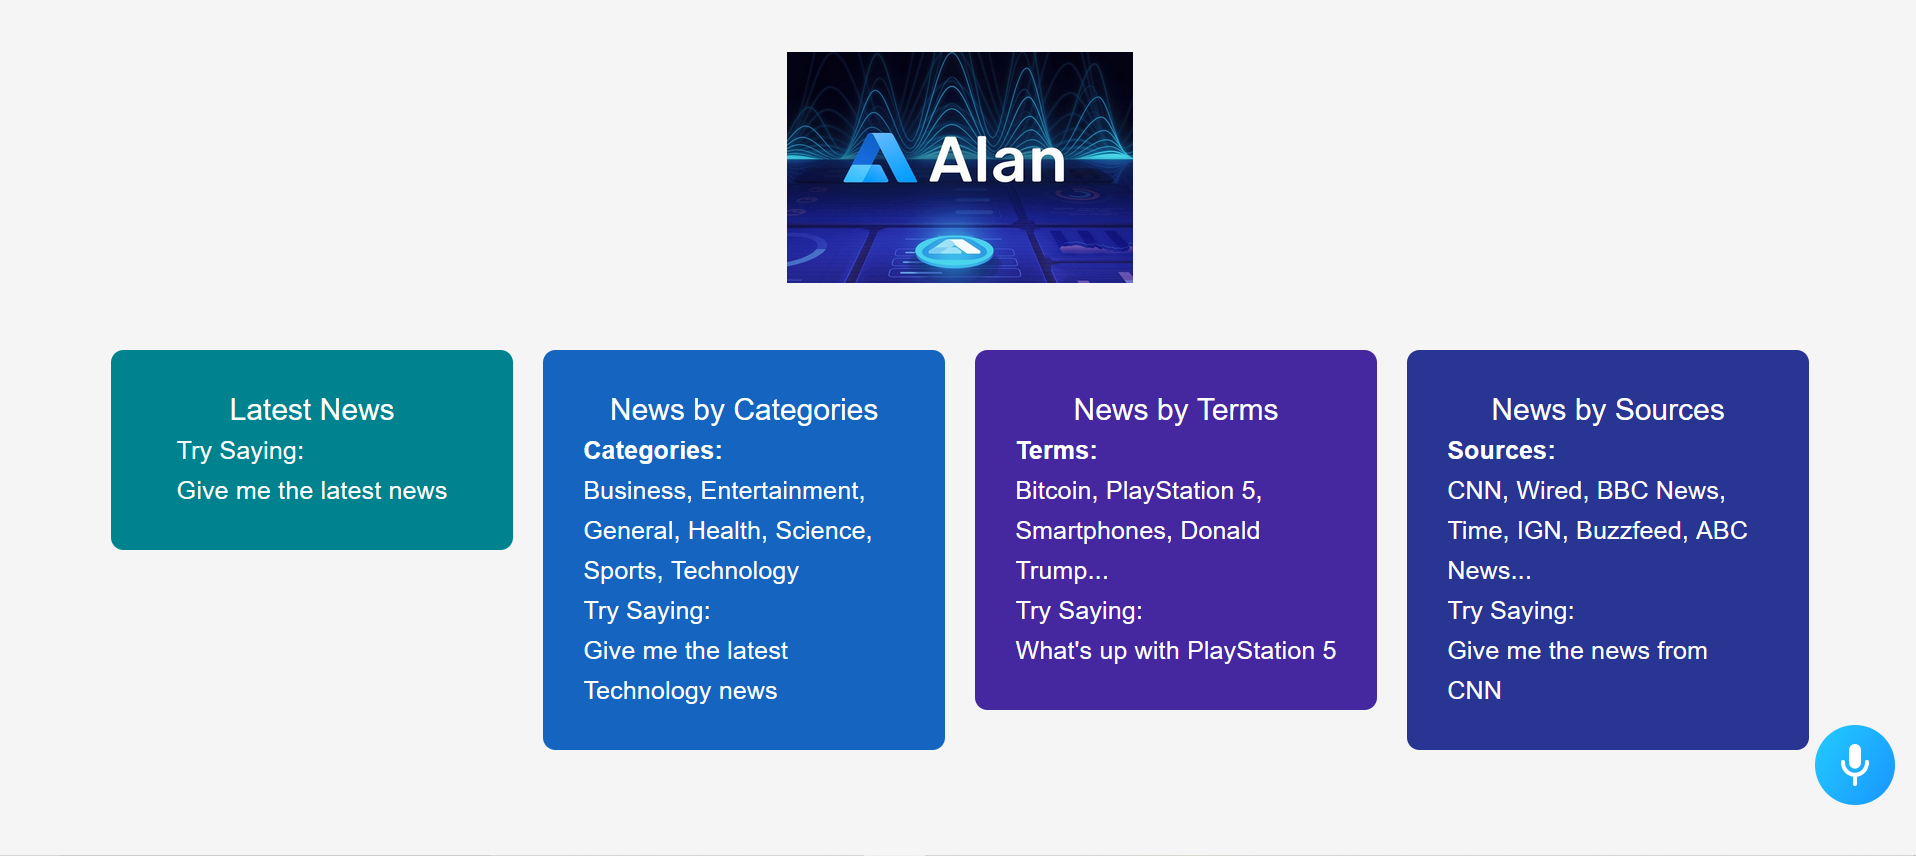 Alan
Latest News
Try Saying:
Give me the latest news
News by Categories
Categories:
Business, Entertainment,
General, Health, Science,
Sports, Technology
Try Saying:
Give me the latest
Technology news
News by Terms
Terms:
Bitcoin, PlayStation 5,
Smartphones, Donald
Trump...
Try Saying:
What's up with PlayStation 5
News by Sources
Sources:
CNN, Wired, BBC News,
Time, IGN, Buzzfeed, ABC
News...
Try Saying:
Give me the news from
CNN